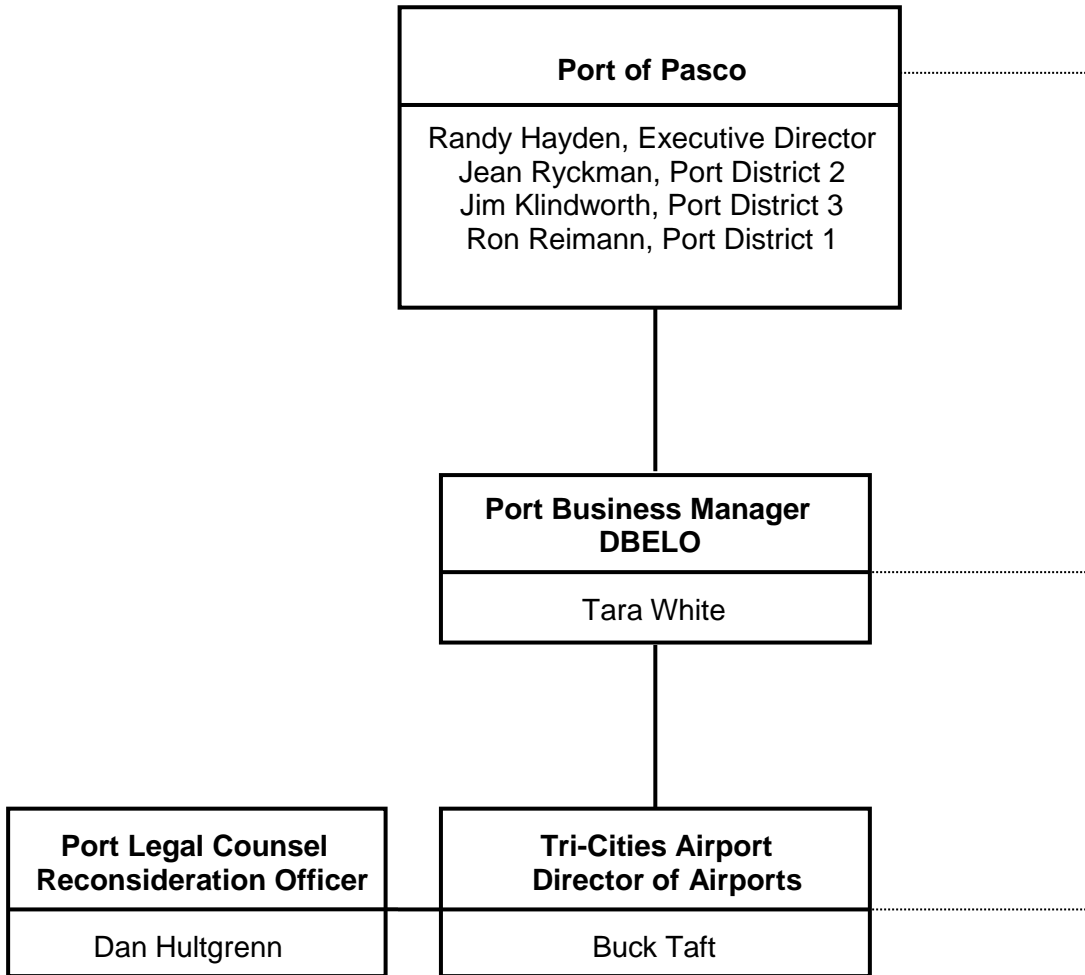 Port of Pasco
Randy Hayden, Executive Director
Jean Ryckman, Port District 2
Jim Klindworth, Port District 3
Ron Reimann, Port District 1
Port Business Manager
DBELO
Tara White
Port Legal Counsel
Reconsideration Officer
Dan Hultgrenn
Tri-Cities Airport
Director of Airports
Buck Taft